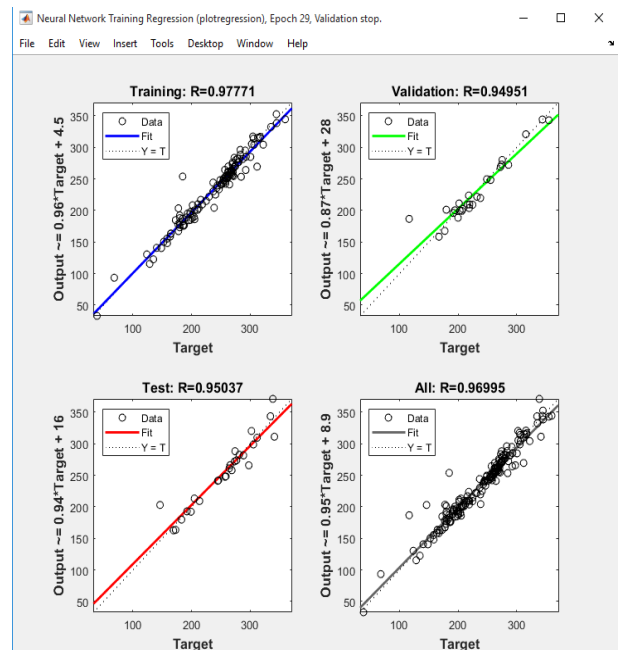 Neural Network Training Regression (plotregression), Epoch 29, Validation stop.
File Edit View Insert Tools Desktop Window Help
Training: R=0.97771
Output ~= 0.96*Target + 4.5
350
300
250
200
150
100
50
Data
Fit
Y = T
100 200 300
Target
Validation: R=0.94951
Output ~= 0.87*Target + 28
350
300
250
200
150
100
50
Data
Fit
Y = T
100 200 300
Target
Test: R=0.95037
Output ~= 0.94*Target + 16
350
300
250
200
150
100
50
Data
Fit
Y = T
100 200 300
Target
All: R=0.96995
Output ~= 0.95*Target + 8.9
350
300
250
200
150
100
50
Data
Fit
Y = T
100 200 300
Target